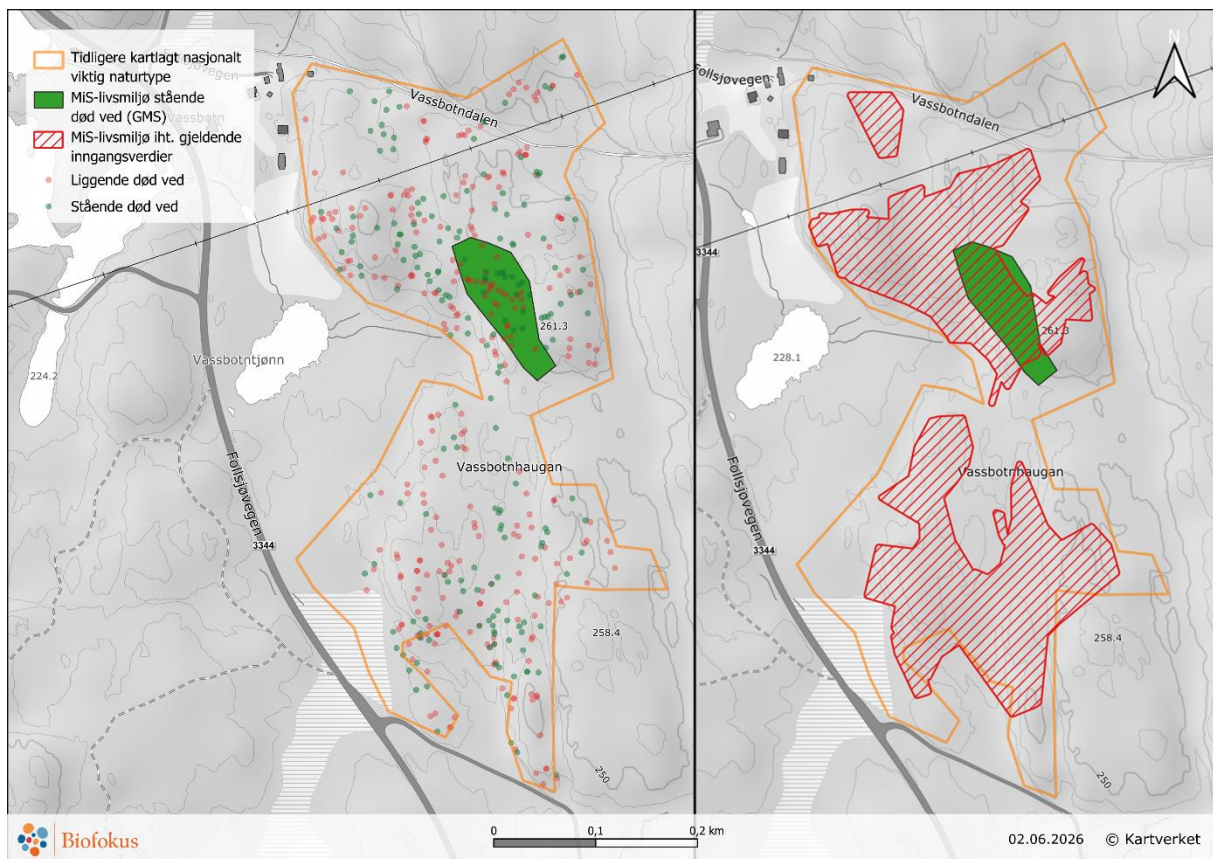 Tidligere kartlagt nasjonalt
viktig naturtype
MiS-livsmiljø stående
død ved (GMS)
MiS-livsmiljø iht. gjeldende
inngangsverdier
Liggende død ved
Stående død ved
Follsjøvegen
Vassbotn
Vassbotndalen
261.3
Vassbotntjønn
224.2
Vassbotnhaugan
Follsjøvegen
3344
258.4
250
N
Follsjøvegen
Vassbotndalen
3344
261.3
228.1
Vassbotnhaugan
Follsjøvegen
3344
258.4
250
Biofokus
0 0,1 0,2 km
02.06.2026 © Kartverket